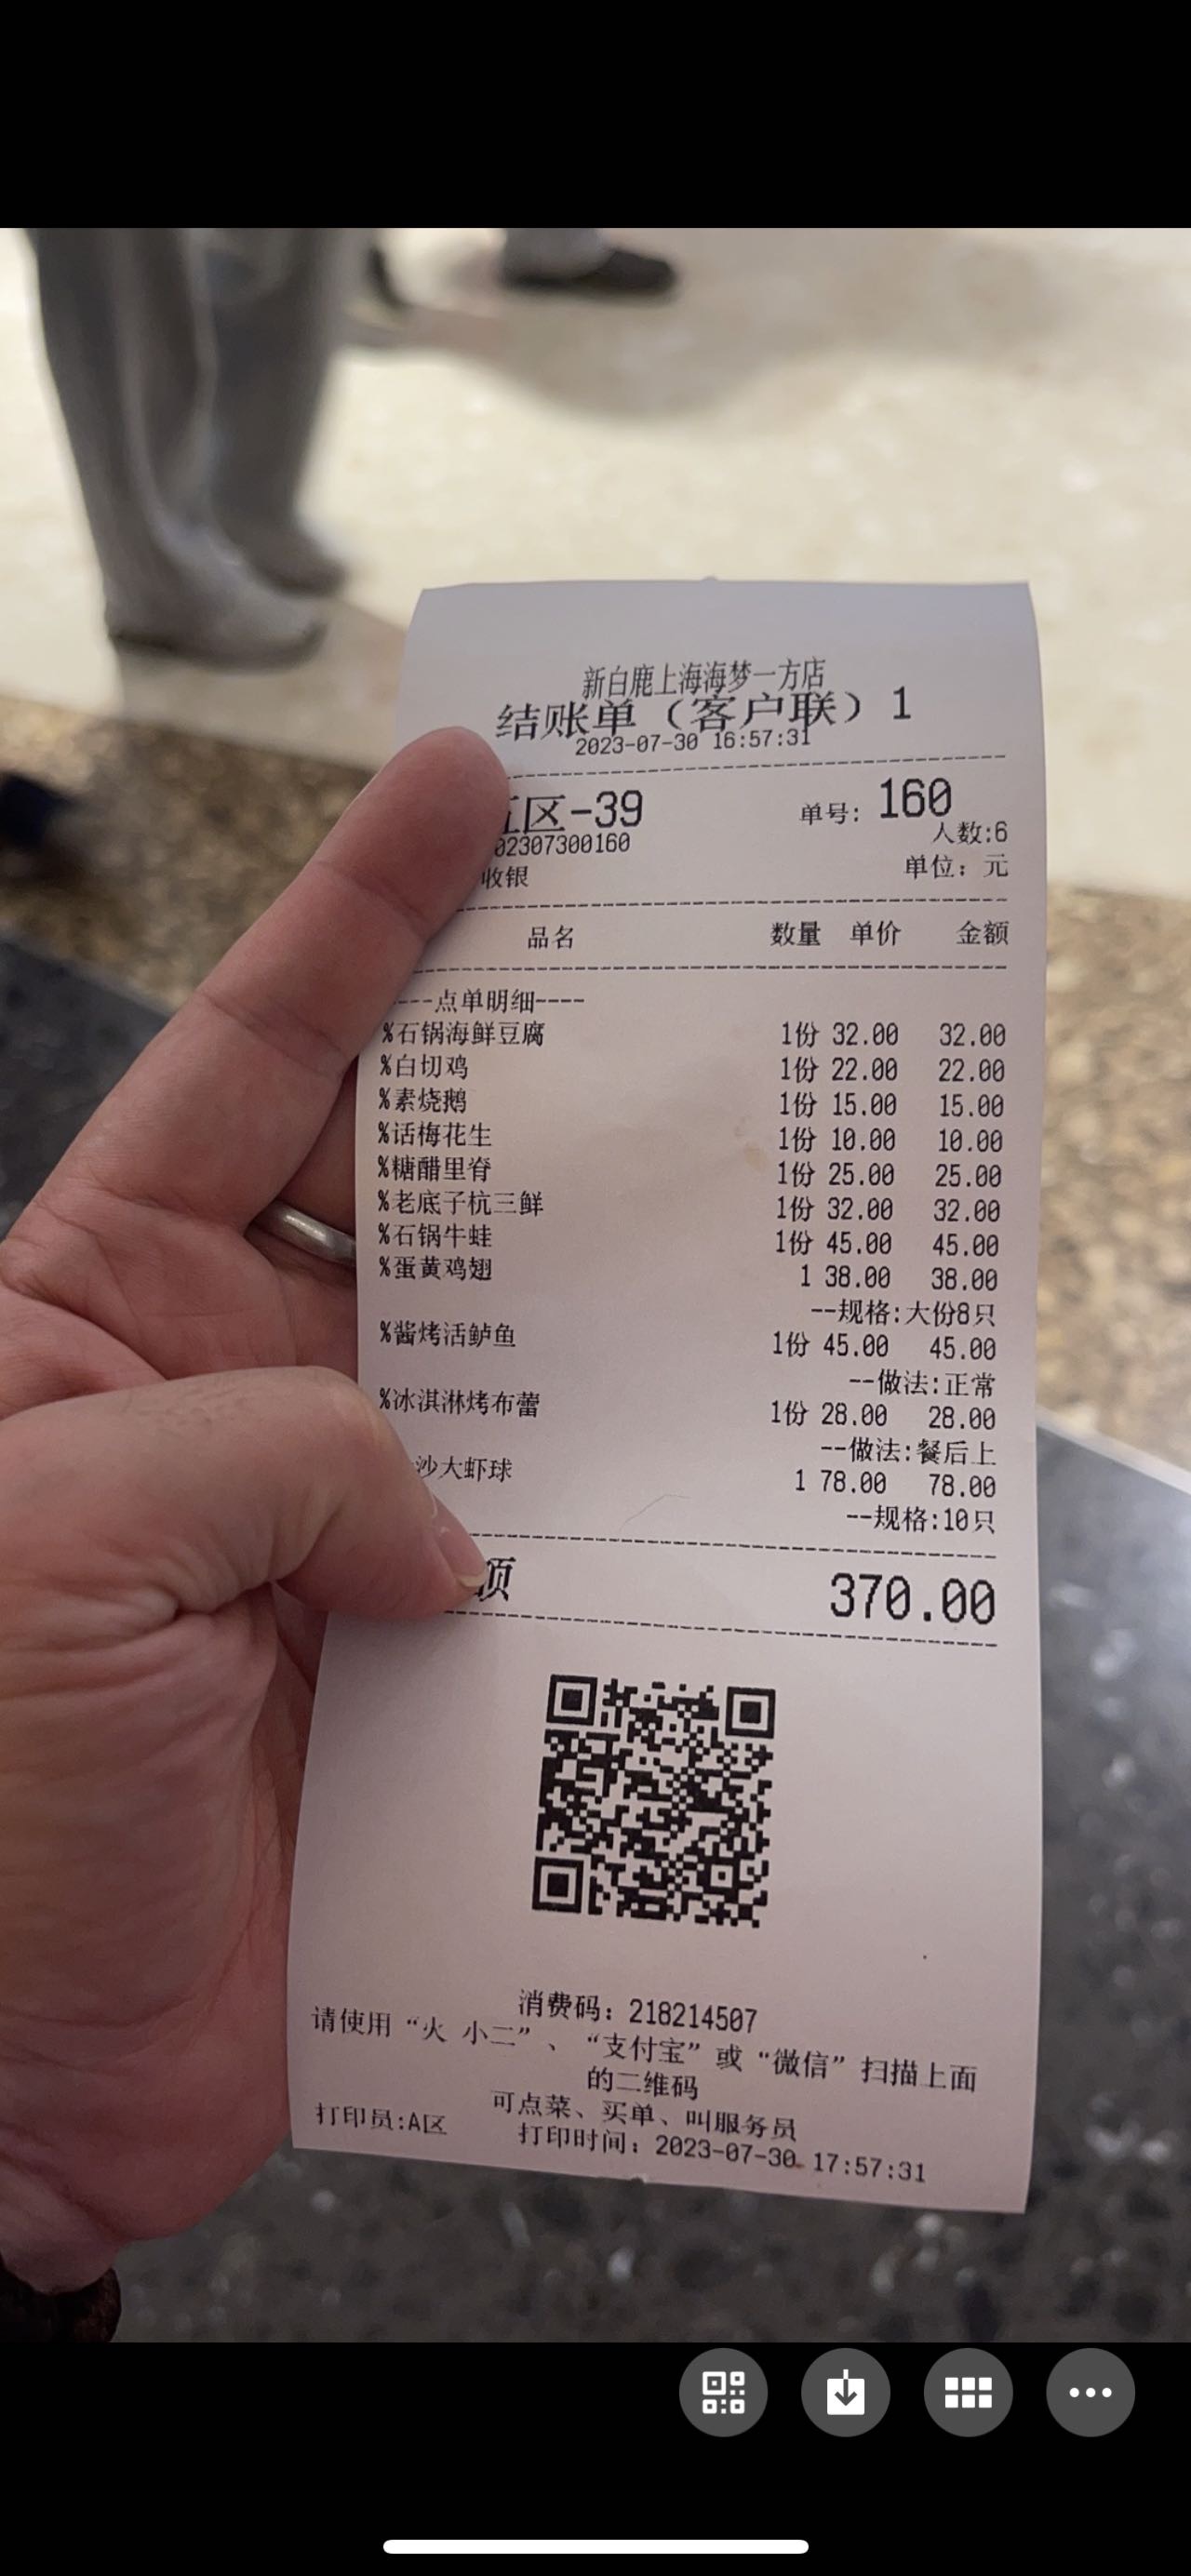 新白鹿上海海梦一方店
结账单（客户联）1
2023-07-30 16:57:31
区-39 单号: 160
02307300160 人数:6
收银 单位：元
品名 数量 单价 金额
----点单明细----
%石锅海鲜豆腐 1份 32.00 32.00
%白切鸡 1份 22.00 22.00
%素烧鹅 1份 15.00 15.00
%话梅花生 1份 10.00 10.00
%糖醋里脊 1份 25.00 25.00
%老底子杭三鲜 1份 32.00 32.00
%石锅牛蛙 1份 45.00 45.00
%蛋黄鸡翅 1 38.00 38.00
--规格:大份8只
%酱烤活鲈鱼 1份 45.00 45.00
--做法:正常
%冰淇淋烤布蕾 1份 28.00 28.00
--做法:餐后上
沙大虾球 1 78.00 78.00
--规格:10只
370.00
消费码：218214507
请使用“火 小二”、“支付宝”或“微信”扫描上面
的二维码
可点菜、买单、叫服务员
打印员:A区 打印时间：2023-07-30 17:57:31